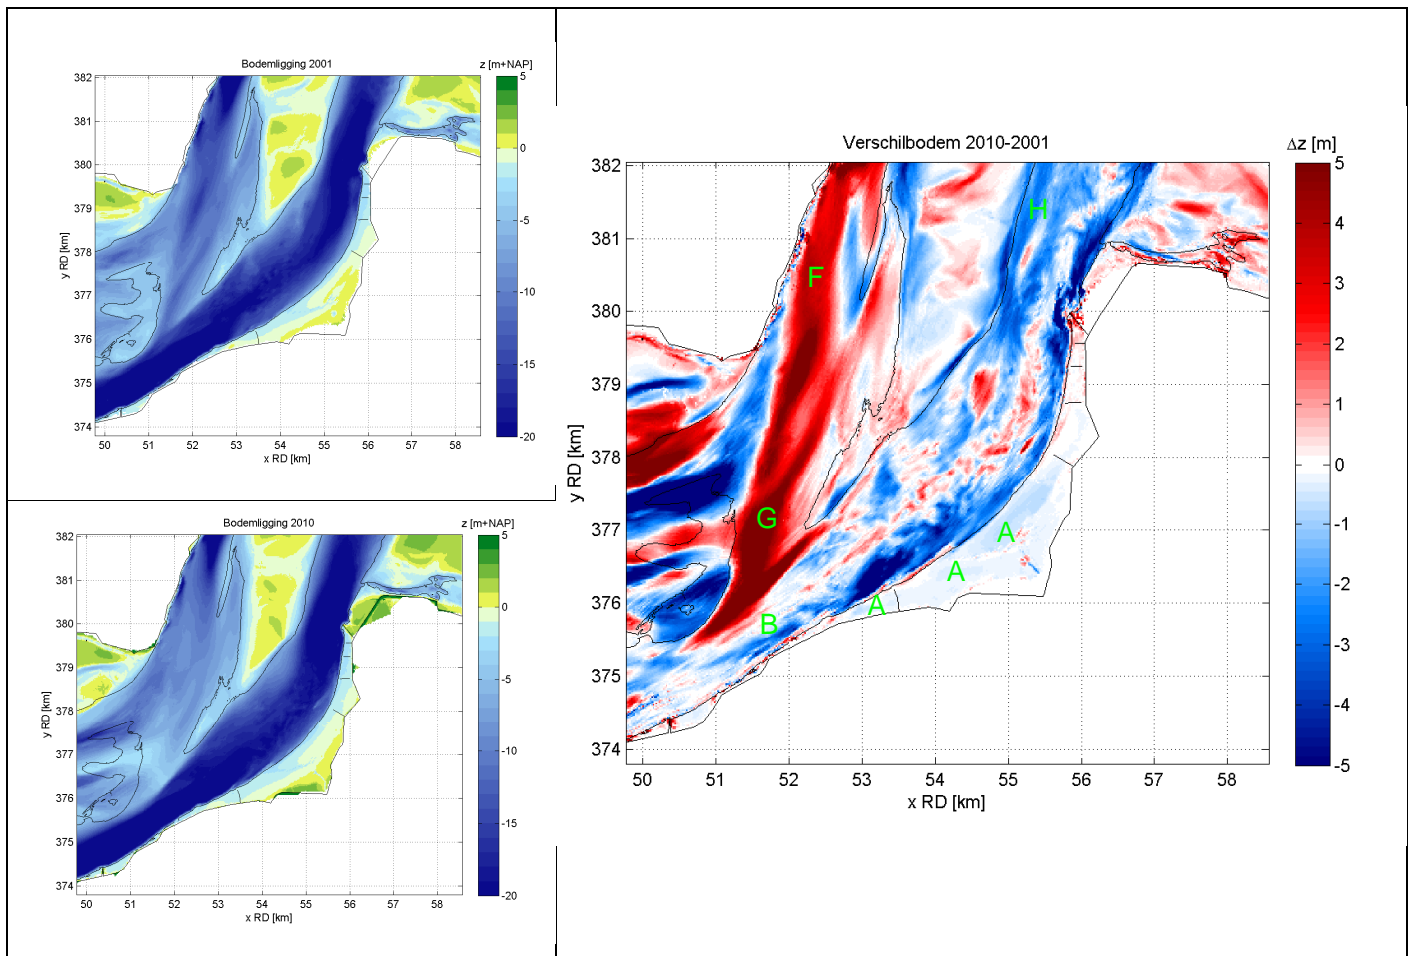 Bodemligging 2001
z [m+NAP]
382
381
380
379
378
377
376
375
374
y RD [km]
50 51 52 53 54 55 56 57 58
x RD [km]
5
0
-5
-10
-15
-20
Bodemligging 2010
z [m+NAP]
382
381
380
379
378
377
376
375
374
y RD [km]
50 51 52 53 54 55 56 57 58
x RD [km]
5
0
-5
-10
-15
-20
Verschilbodem 2010-2001
Δz [m]
382
381
380
379
378
377
376
375
374
y RD [km]
H
F
G
A
A
A
B
50 51 52 53 54 55 56 57 58
x RD [km]
5
4
3
2
1
0
-1
-2
-3
-4
-5